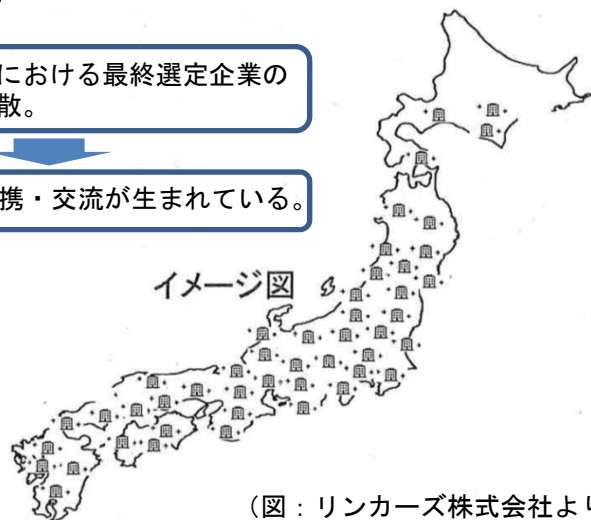 における最終選定企業の
散。
携・交流が生まれている。
イメージ図
（図：リンカーズ株式会社より